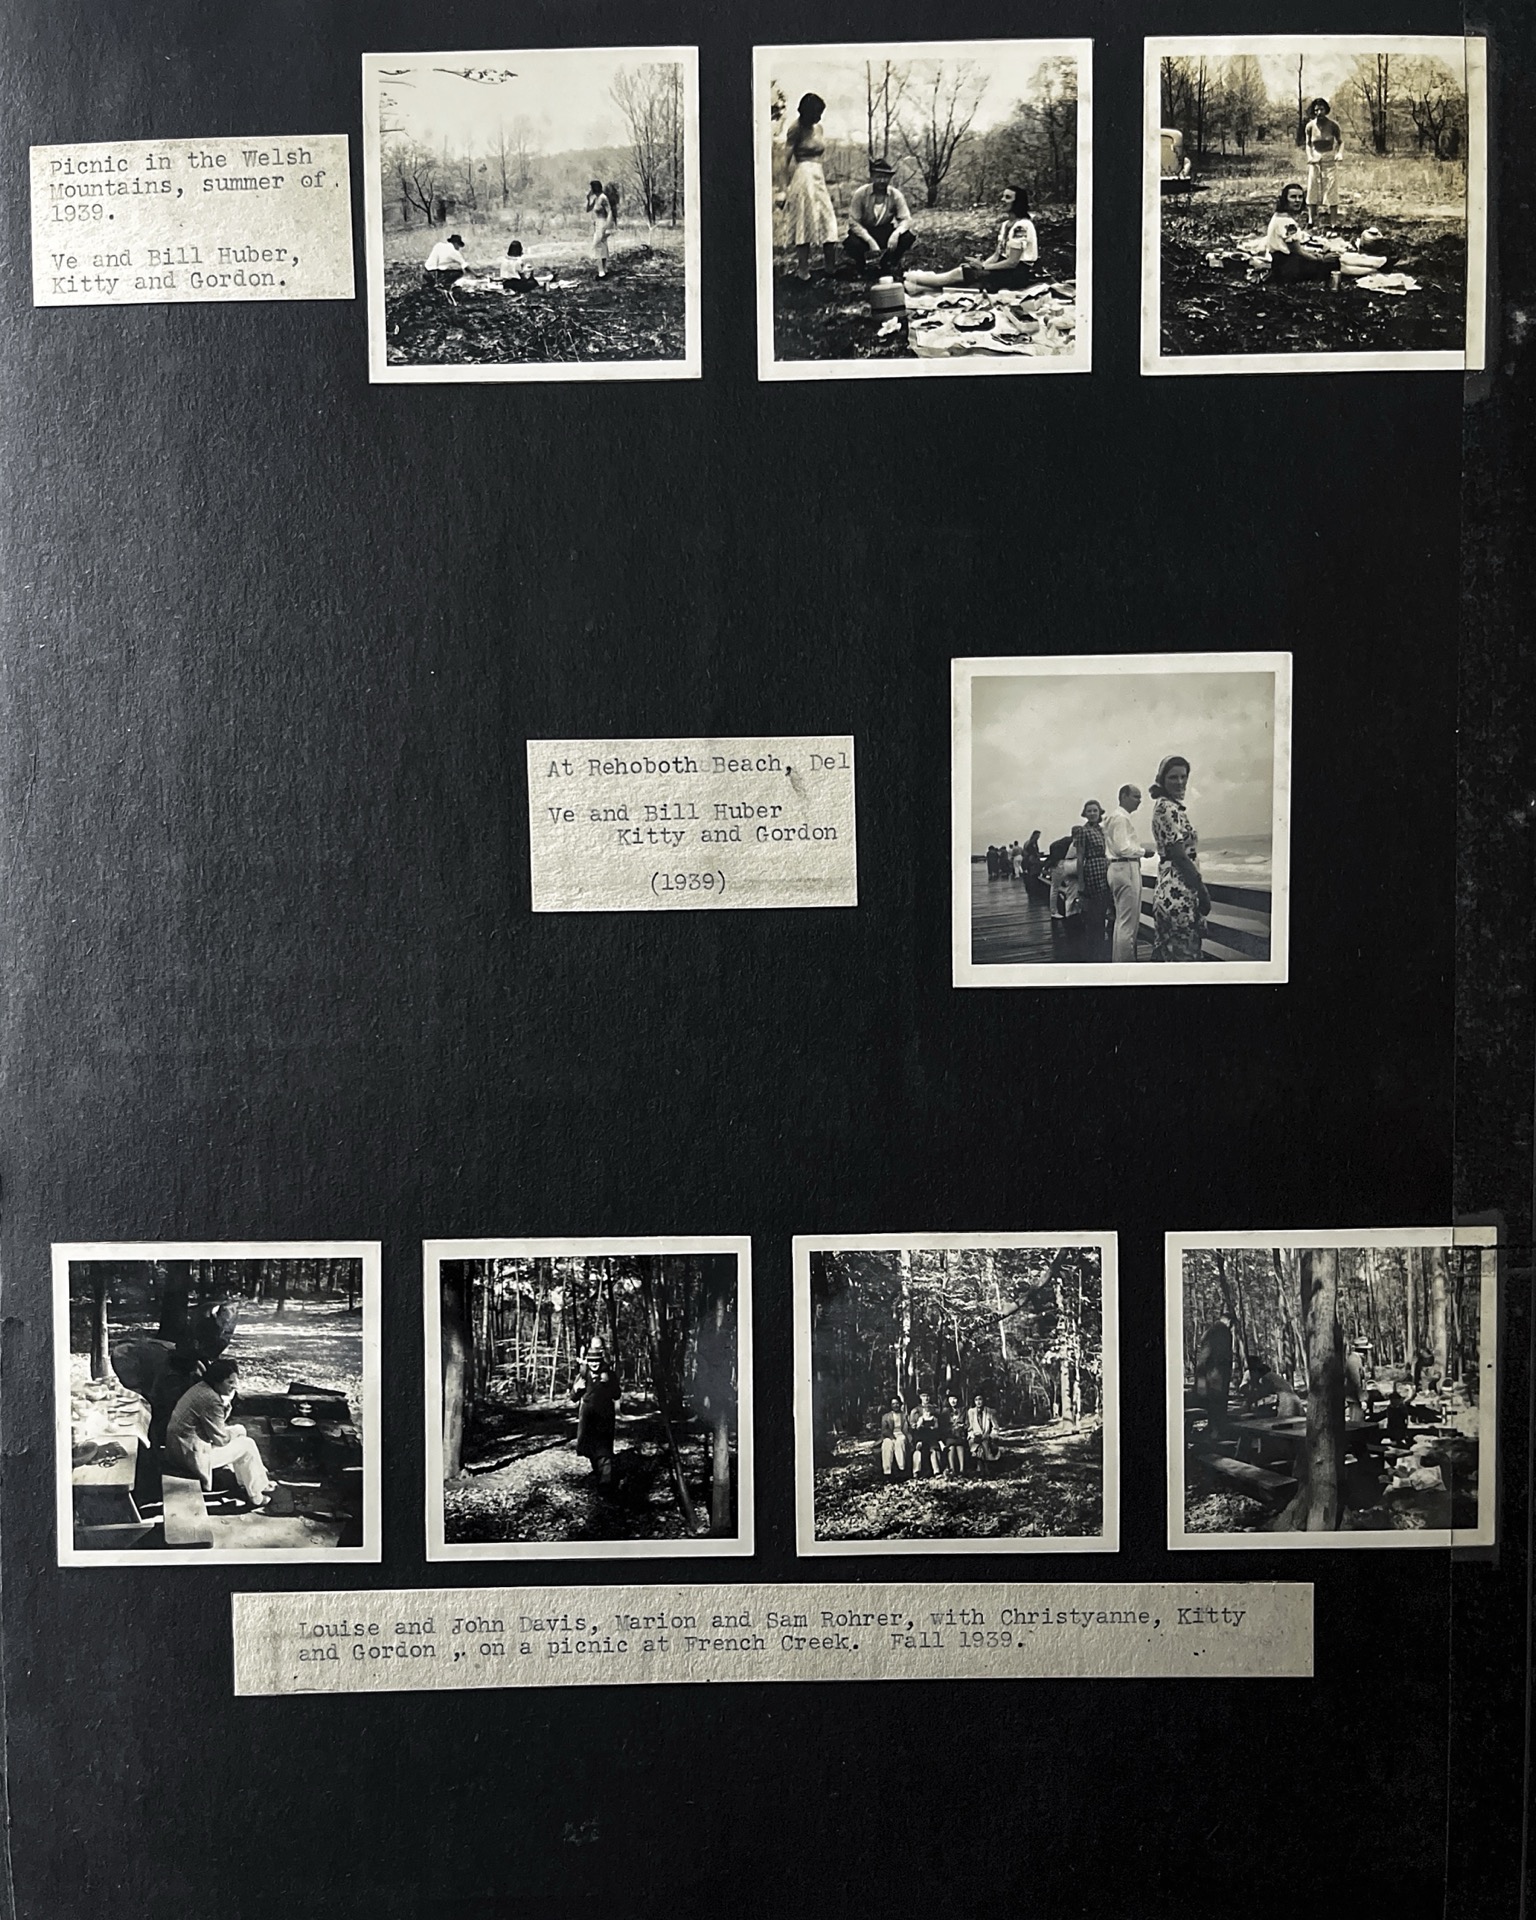 Picnic in the Welsh
Mountains, summer of.
1939.
Ve and Bill Huber,
Kitty and Gordon.
At Rehoboth Beach, Del
Ve and Bill Huber
Kitty and Gordon
(1939)
Louise and John Davis, Marion and Sam Rohrer, with Christyanne, Kitty
and Gordon ,. on a picnic at French Creek. Fall 1939.